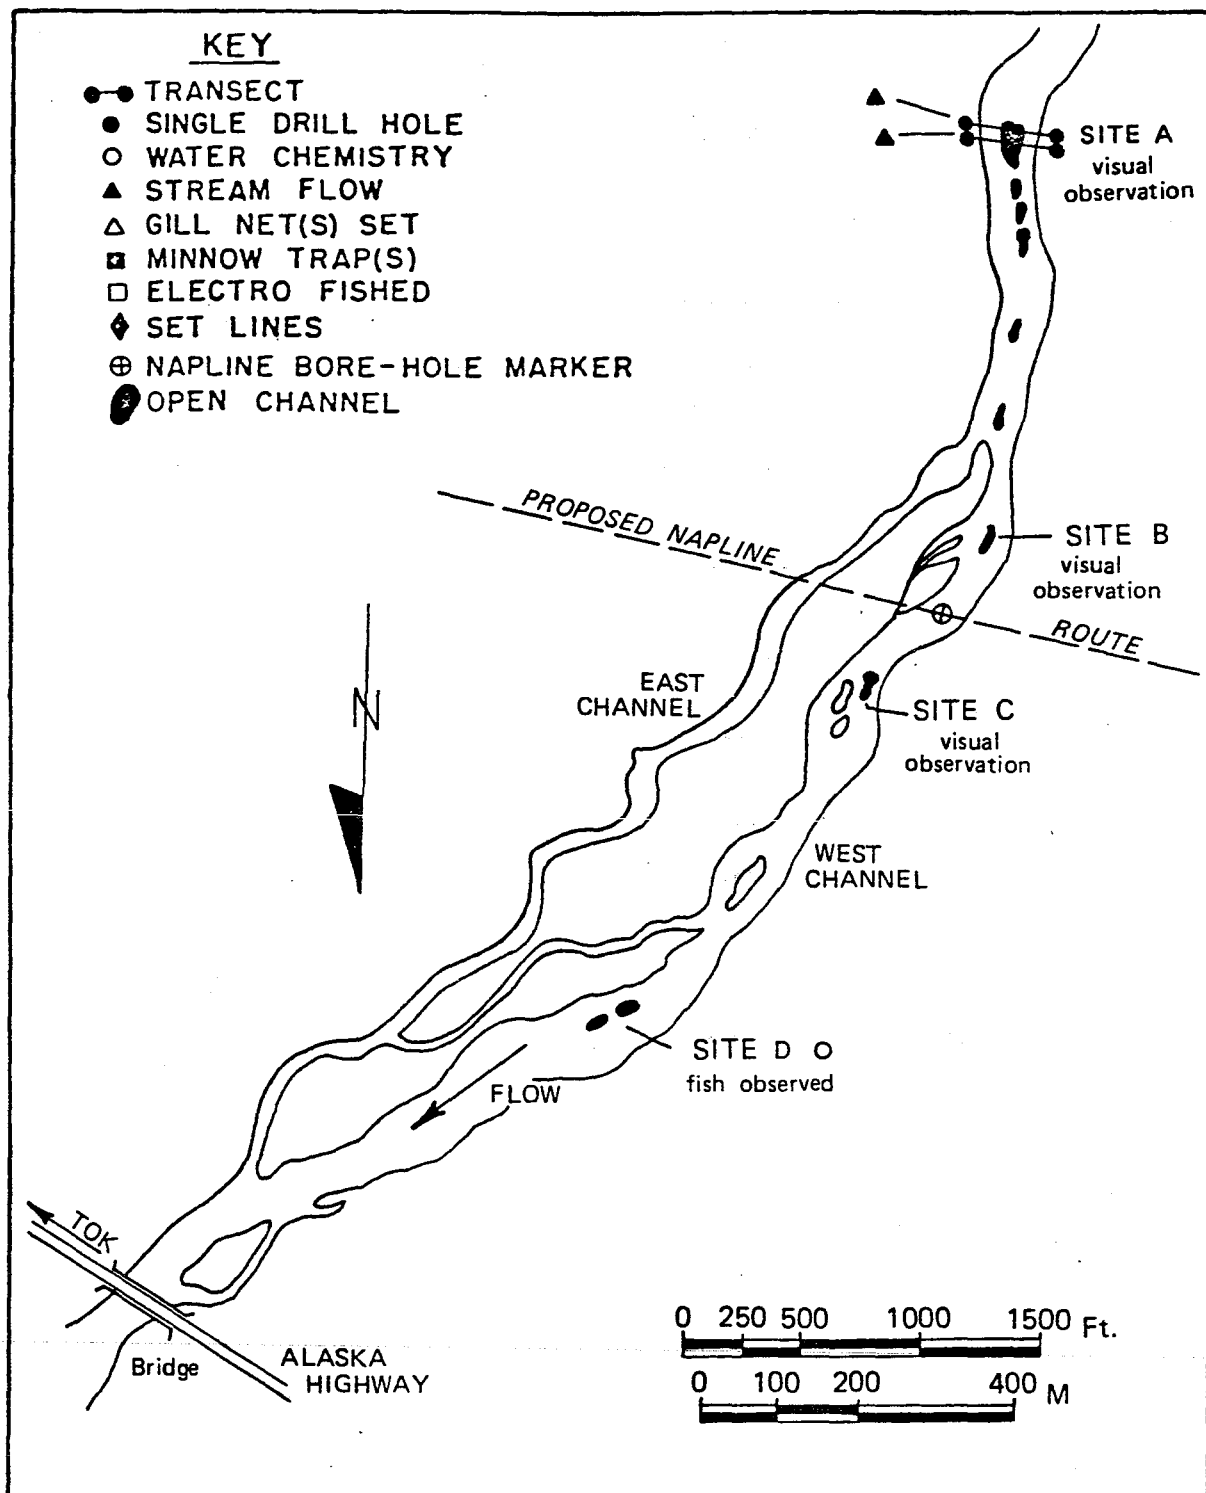 KEY
TRANSECT
SINGLE DRILL HOLE
WATER CHEMISTRY
STREAM FLOW
GILL NET(S) SET
MINNOW TRAP(S)
ELECTRO FISHED
SET LINES
NAPLINE BORE-HOLE MARKER
OPEN CHANNEL
SITE A
visual
observation
PROPOSED NAPLINE
ROUTE
SITE B
visual
observation
N
EAST
CHANNEL
SITE C
visual
observation
WEST
CHANNEL
SITE D
fish observed
FLOW
TOK
Bridge
ALASKA
HIGHWAY
0 250 500 1000 1500 Ft.
0 100 200 400 M